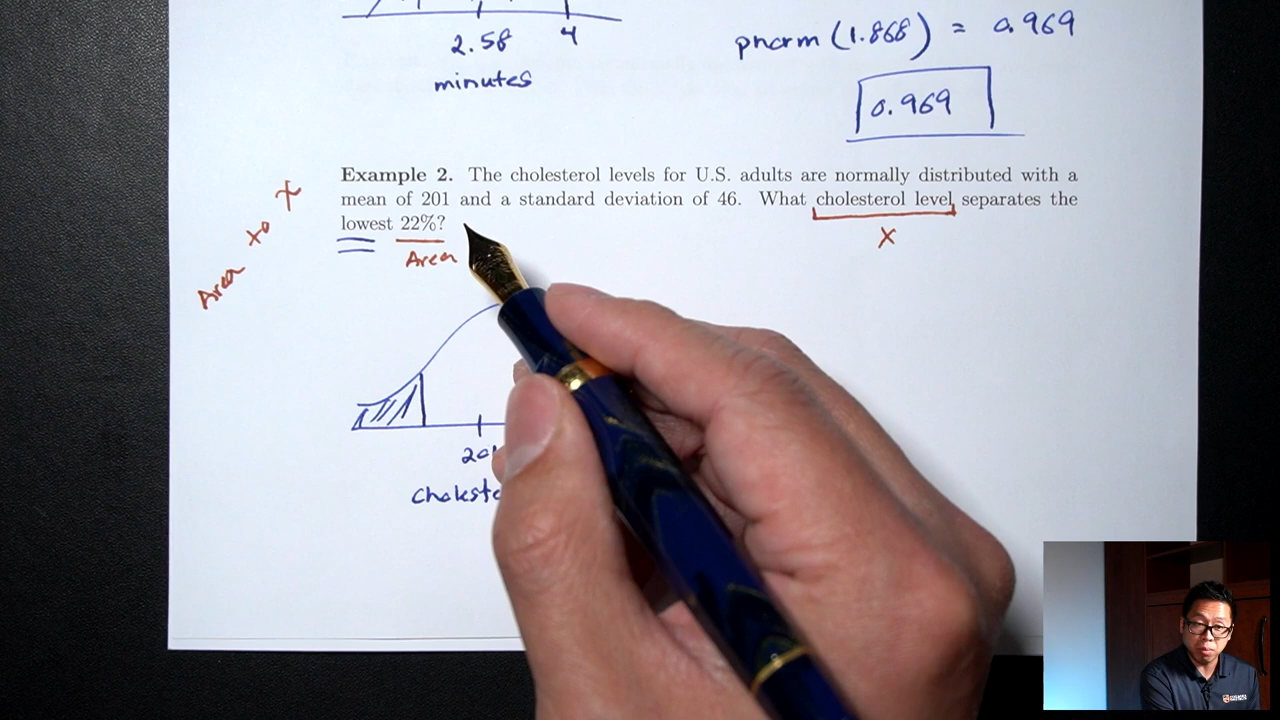 2.58 4
minutes
pnorm (1.868) = 0.969
0.969
Example 2. The cholesterol levels for U.S. adults are normally distributed with a
mean of 201 and a standard deviation of 46. What cholesterol level separates the
lowest 22%?
Area to x
Area
x